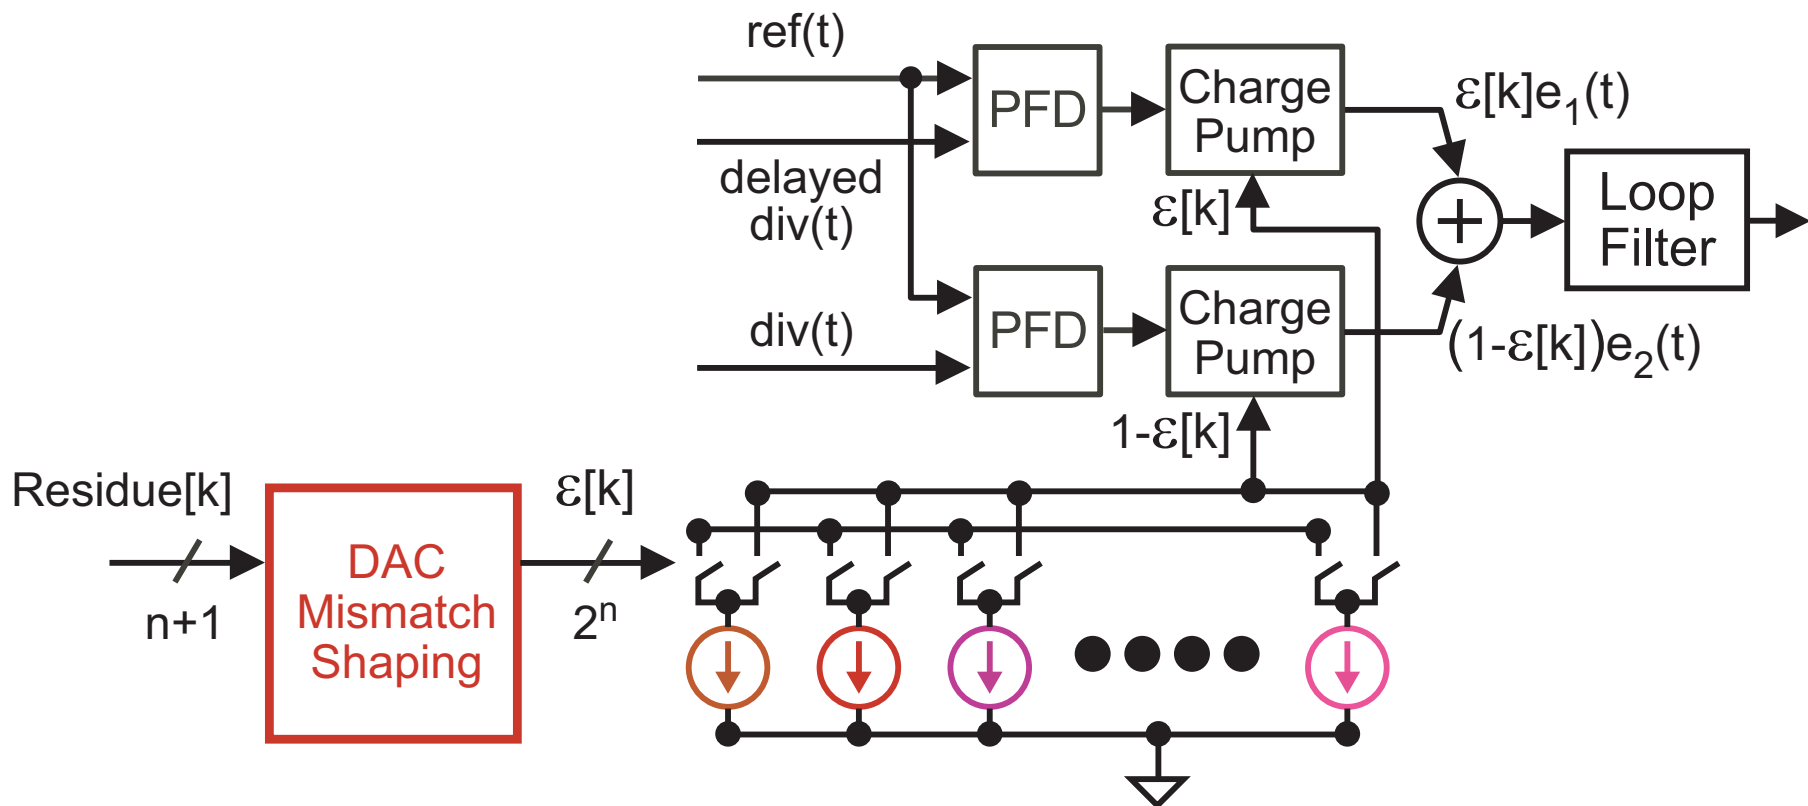 ref(t)
PFD
Charge
Pump
ε[k]e₁(t)
delayed
div(t)
ε[k]
Loop
Filter
div(t)
PFD
Charge
Pump
(1-ε[k])e₂(t)
1-ε[k]
Residue[k]
n+1
DAC
Mismatch
Shaping
ε[k]
2ⁿ